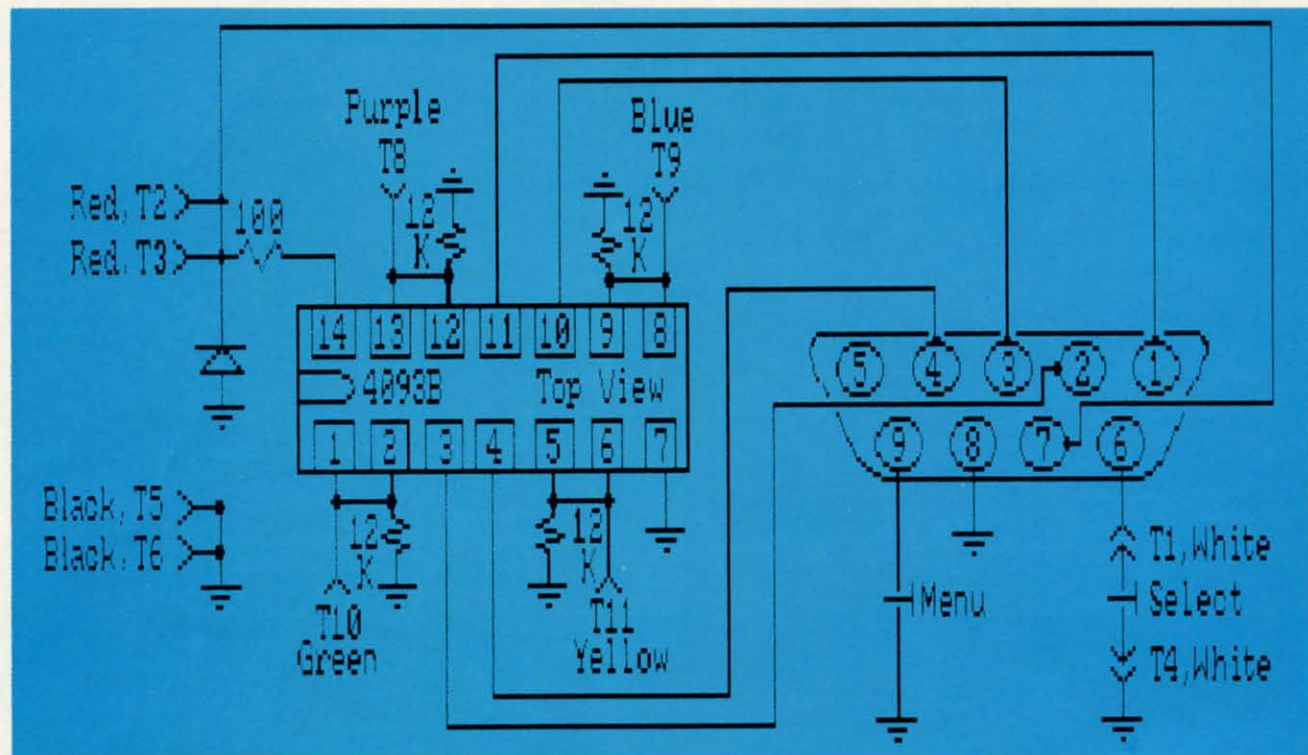 Purple
T8
Blue
T9
Red, T2
Red, T3
100
12
K
12
K
14 13 12 11 10 9 8
4093B Top View
1 2 3 4 5 6 7
5 4 3 2 1
9 8 7 6
Black, T5
Black, T6
12
K
12
K
T10
Green
T11
Yellow
Menu
T1, White
Select
T4, White